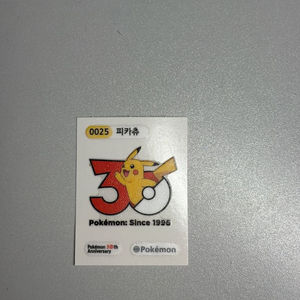 0025 피카츄
30
Pokémon: Since 1996
Pokémon 30th
Anniversary
Pokémon